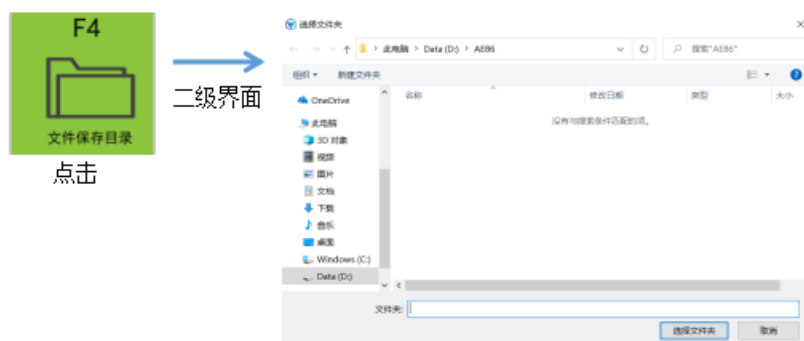 F4
文件保存目录
点击
二级界面
选择文件夹
此电脑 > Data (D:) > AE86
搜索"AE86"
组织
新建文件夹
名称
修改日期
类型
大小
没有与搜索条件匹配的项。
OneDrive
此电脑
3D 对象
视频
图片
文档
下载
音乐
桌面
Windows (C:)
Data (D:)
文件夹:
选择文件夹
取消